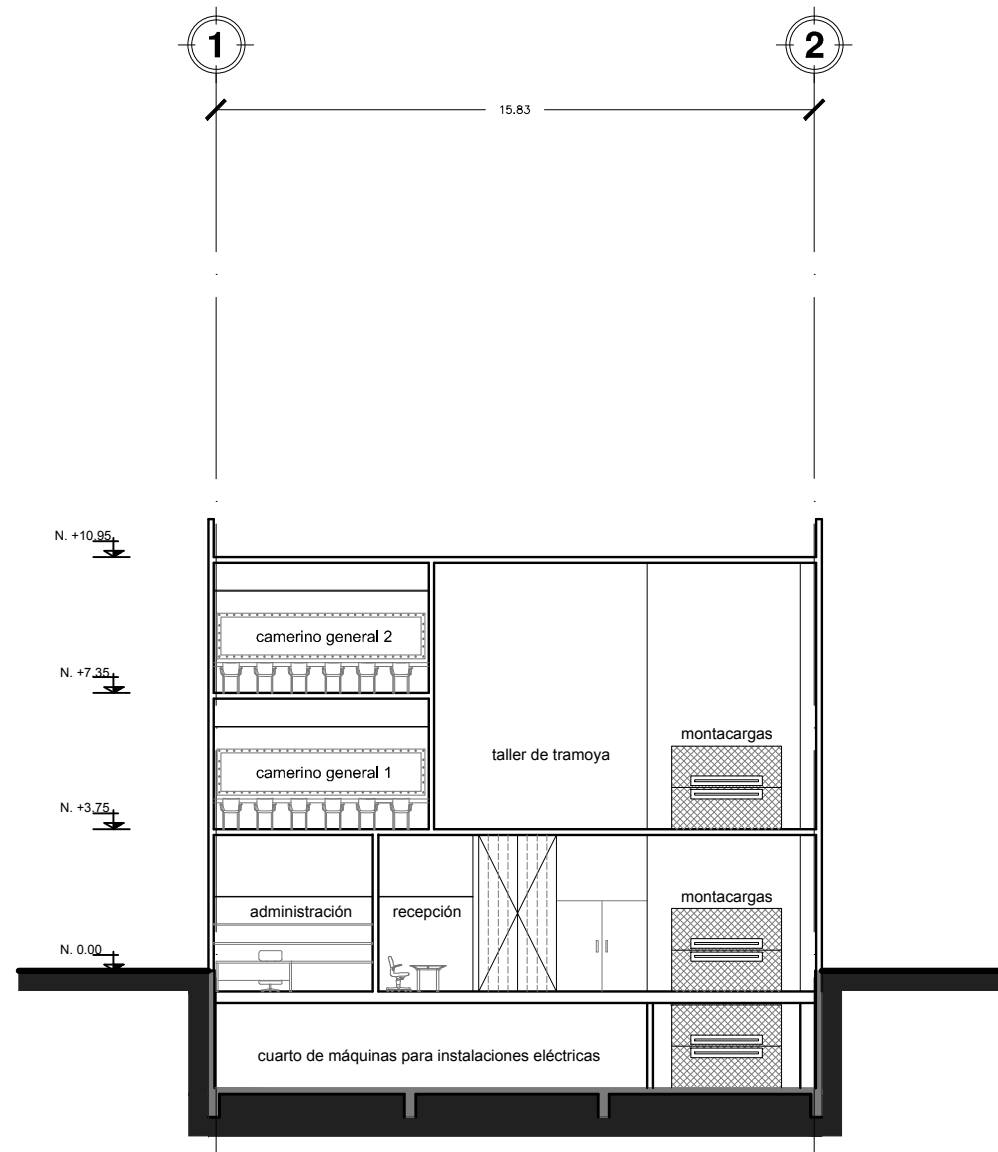 1
2
15.83
N. +10.95
camerino general 2
N. +7.35
montacargas
taller de tramoya
camerino general 1
N. +3.75
montacargas
administración
recepción
N. 0.00
cuarto de máquinas para instalaciones eléctricas